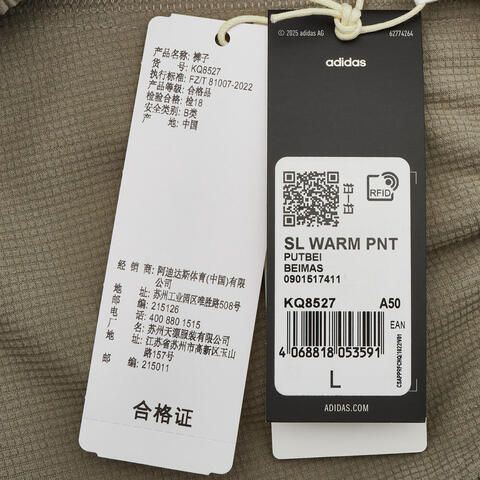 产品名称: 裤子
货 号: KQ8527
执行标准: FZ/T 81007-2022
产品等级: 合格品
检验合格: 检18
安全类别: B类
产 地: 中国
经 销 商: 阿迪达斯体育(中国)有限
公司
地 址: 苏州工业园区唯胜路508号
邮 编: 215126
电 话: 400 880 1515
厂 名: 苏州天源服装有限公司
地 址: 江苏省苏州市高新区玉山
路157号
邮 编: 215011
合格证
© 2025 adidas AG 62774264
adidas
扫一扫
RFID
SL WARM PNT
PUTBEI
BEIMAS
0901517411
KQ8527 A50
EAN
4 068818 053591
L
ADIDAS.COM